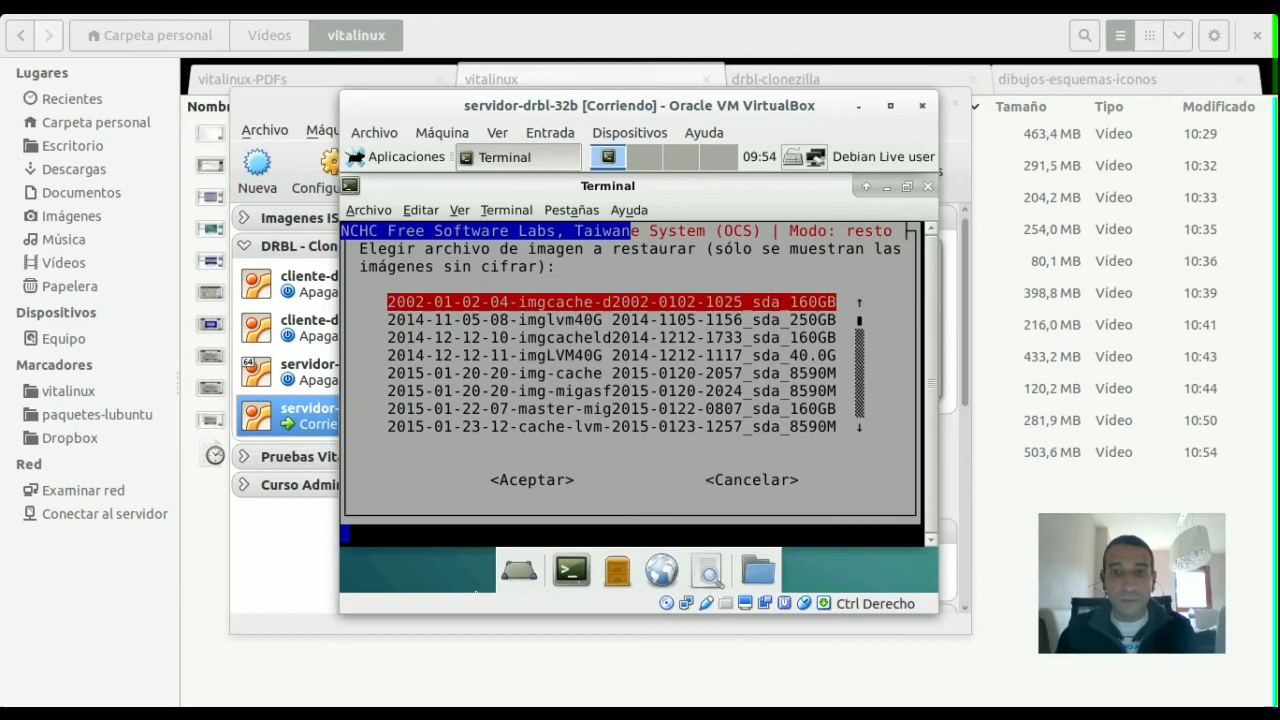 Carpeta personal
Vídeos
vitalinux
Lugares
Recientes
Carpeta personal
Escritorio
Descargas
Documentos
Imágenes
Música
Vídeos
Papelera
Dispositivos
Equipo
Marcadores
vitalinux
paquetes-lubuntu
Dropbox
Red
Examinar red
Conectar al servidor
vitalinux-PDFs
vitalinux
drbl-clonezilla
dibujos-esquemas-iconos
Nomb
Tamaño
Tipo
Modificado
463,4 MB Vídeo 10:29
291,5 MB Vídeo 10:32
204,2 MB Vídeo 10:33
254,0 MB Vídeo 10:35
80,1 MB Vídeo 10:36
398,8 MB Vídeo 10:39
216,0 MB Vídeo 10:41
433,2 MB Vídeo 10:43
120,2 MB Vídeo 10:44
281,9 MB Vídeo 10:50
503,6 MB Vídeo 10:54
Archivo Máqu
Nueva Configu
Imagenes IS
DRBL - Clon
cliente-d
Apaga
cliente-d
Apaga
64
servidor-
Apaga
servidor-
Corrie
Pruebas Vit
Curso Admi
servidor-drbl-32b [Corriendo] - Oracle VM VirtualBox
Archivo Máquina Ver Entrada Dispositivos Ayuda
Aplicaciones
Terminal
09:54
Debian Live user
Terminal
Archivo Editar Ver Terminal Pestañas Ayuda
NCHC Free Software Labs, Taiwane System (OCS) | Modo: resto
Elegir archivo de imagen a restaurar (sólo se muestran las
imágenes sin cifrar):
2002-01-02-04-imgcache-d2002-0102-1025_sda_160GB ↑
2014-11-05-08-imglvm40G 2014-1105-1156_sda_250GB
2014-12-12-10-imgcacheld 2014-1212-1733_sda_160GB
2014-12-12-11-imgLVM40G 2014-1212-1117_sda_40.0G
2015-01-20-20-img-cache 2015-0120-2057_sda_8590M
2015-01-20-20-img-migasf2015-0120-2024_sda_8590M
2015-01-22-07-master-mig2015-0122-0807_sda_160GB
2015-01-23-12-cache-lvm-2015-0123-1257_sda_8590M ↓
<Aceptar>
<Cancelar>
Ctrl Derecho